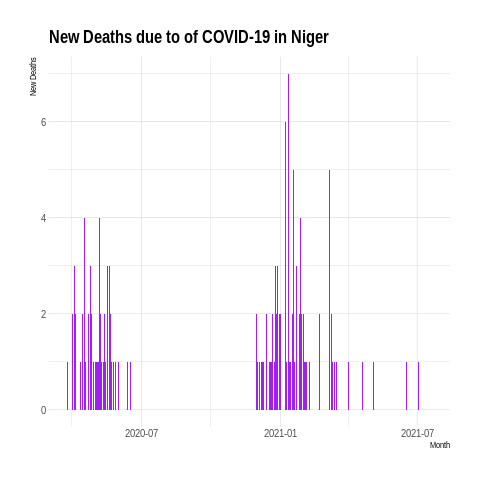 New Deaths due to of COVID-19 in Niger
New Deaths
6
4
2
0
2020-07
2021-01
2021-07
Month